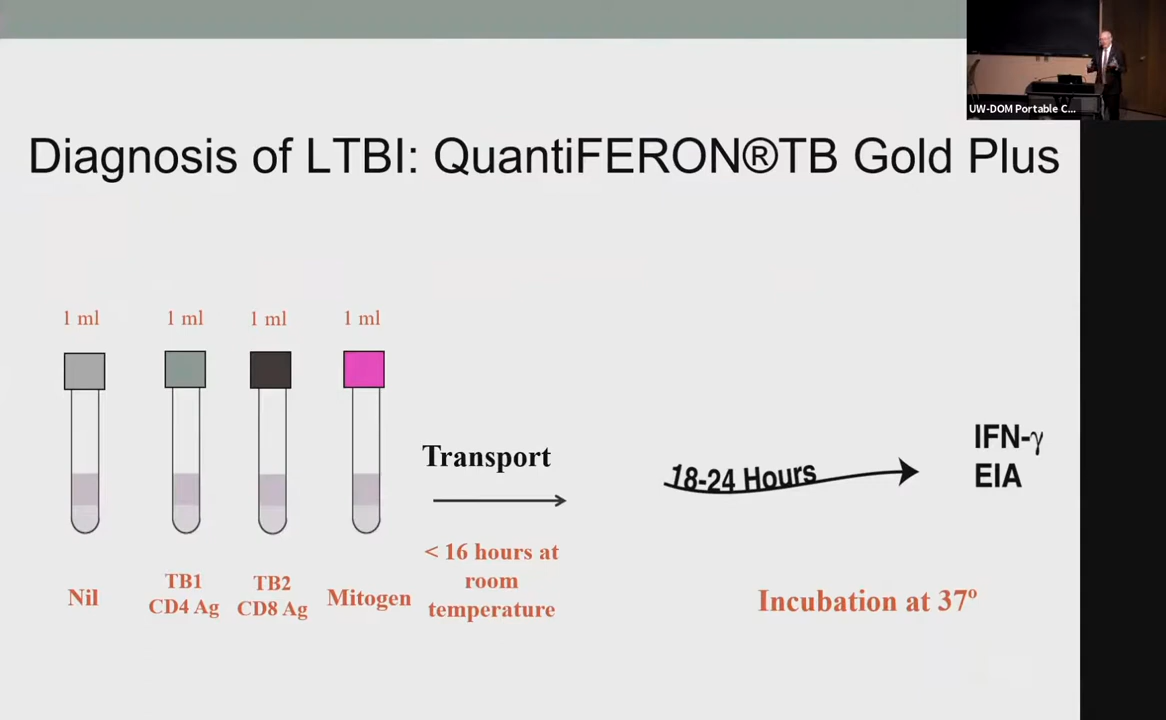 UW-DOM Portable C...
Diagnosis of LTBI: QuantiFERON®TB Gold Plus
1 ml 1 ml 1 ml 1 ml
Transport
18-24 Hours
IFN-γ
EIA
Nil
TB1
CD4 Ag
TB2
CD8 Ag
Mitogen
< 16 hours at
room
temperature
Incubation at 37º